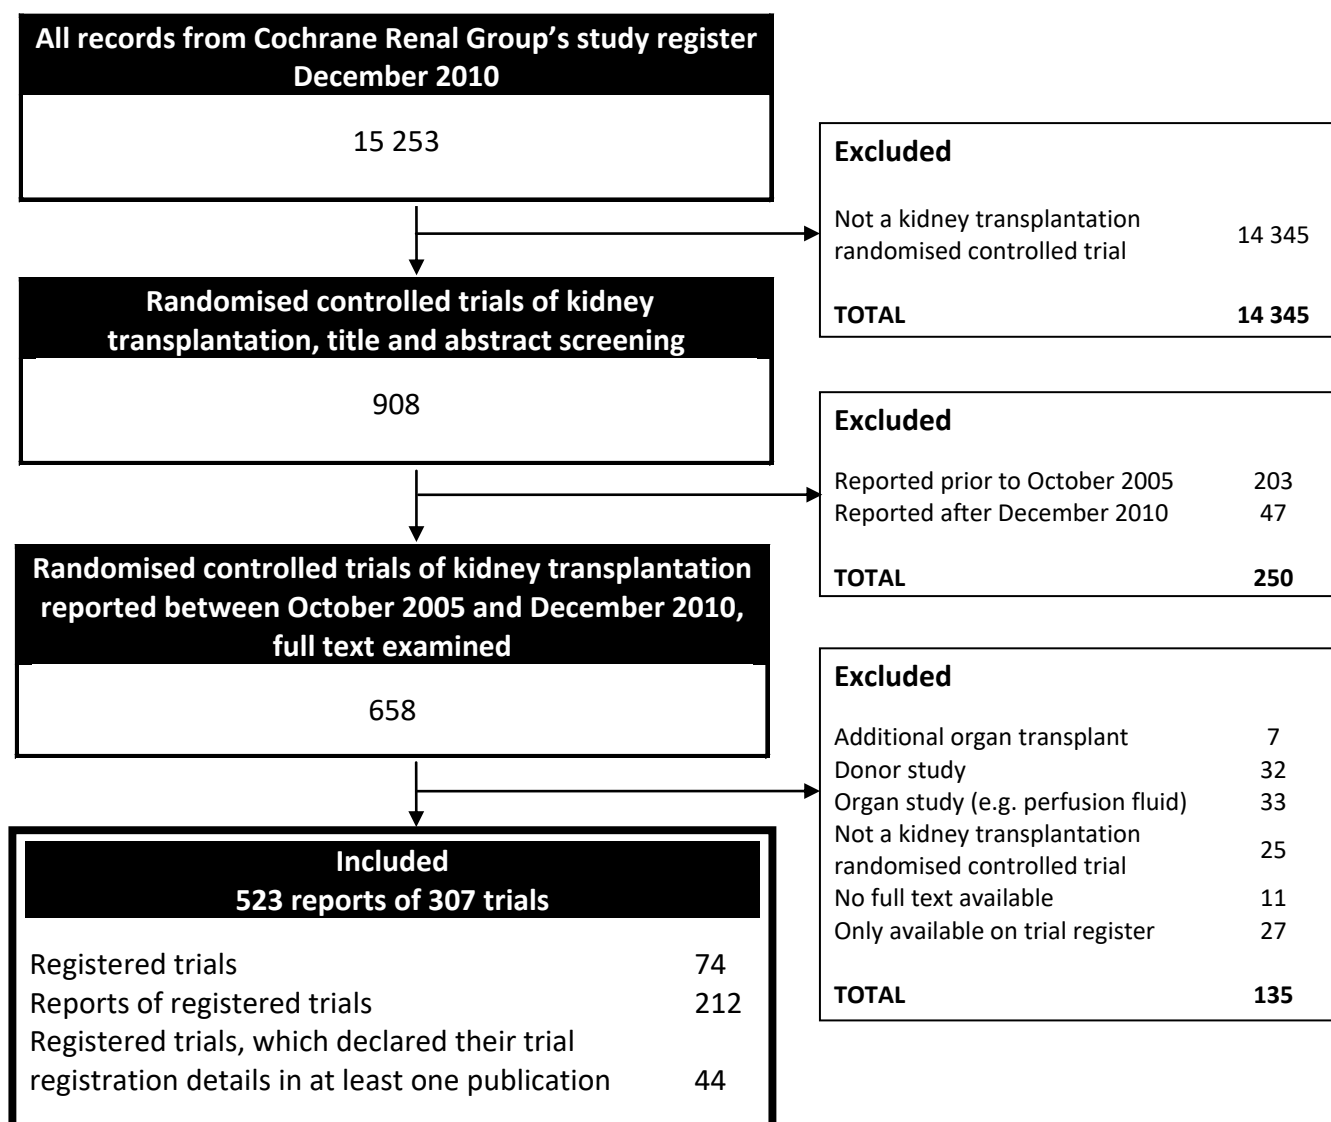 All records from Cochrane Renal Group’s study register
December 2010
15 253
Excluded
Not a kidney transplantation
randomised controlled trial 14 345
TOTAL 14 345
Randomised controlled trials of kidney
transplantation, title and abstract screening
908
Excluded
Reported prior to October 2005 203
Reported after December 2010 47
TOTAL 250
Randomised controlled trials of kidney transplantation
reported between October 2005 and December 2010,
full text examined
658
Excluded
Additional organ transplant 7
Donor study 32
Organ study (e.g. perfusion fluid) 33
Not a kidney transplantation
randomised controlled trial 25
No full text available 11
Only available on trial register 27
TOTAL 135
Included
523 reports of 307 trials
Registered trials 74
Reports of registered trials 212
Registered trials, which declared their trial
registration details in at least one publication 44